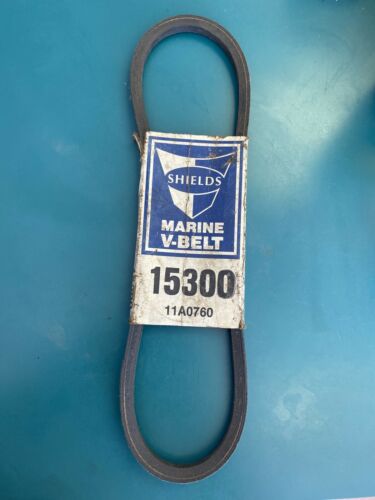 SHIELDS
MARINE
V-BELT
15300
11A0760